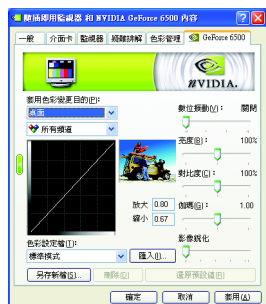 隨插即用監視器 和 NVIDIA GeForce 6500 內容
一般 介面卡 監視器 疑難排解 色彩管理 GeForce 6500
NVIDIA.
套用色彩變更目的(P):
桌面
所有頻道
數位振動(V): 關閉
亮度(B): 100%
對比度(C): 100%
放大 0.80
縮小 0.67
伽瑪(G): 1.00
影像銳化
色彩設定檔(T):
標準模式
匯入(I)...
另存新檔(S)... 刪除(D) 還原預設值(R)
確定 取消 套用(A)